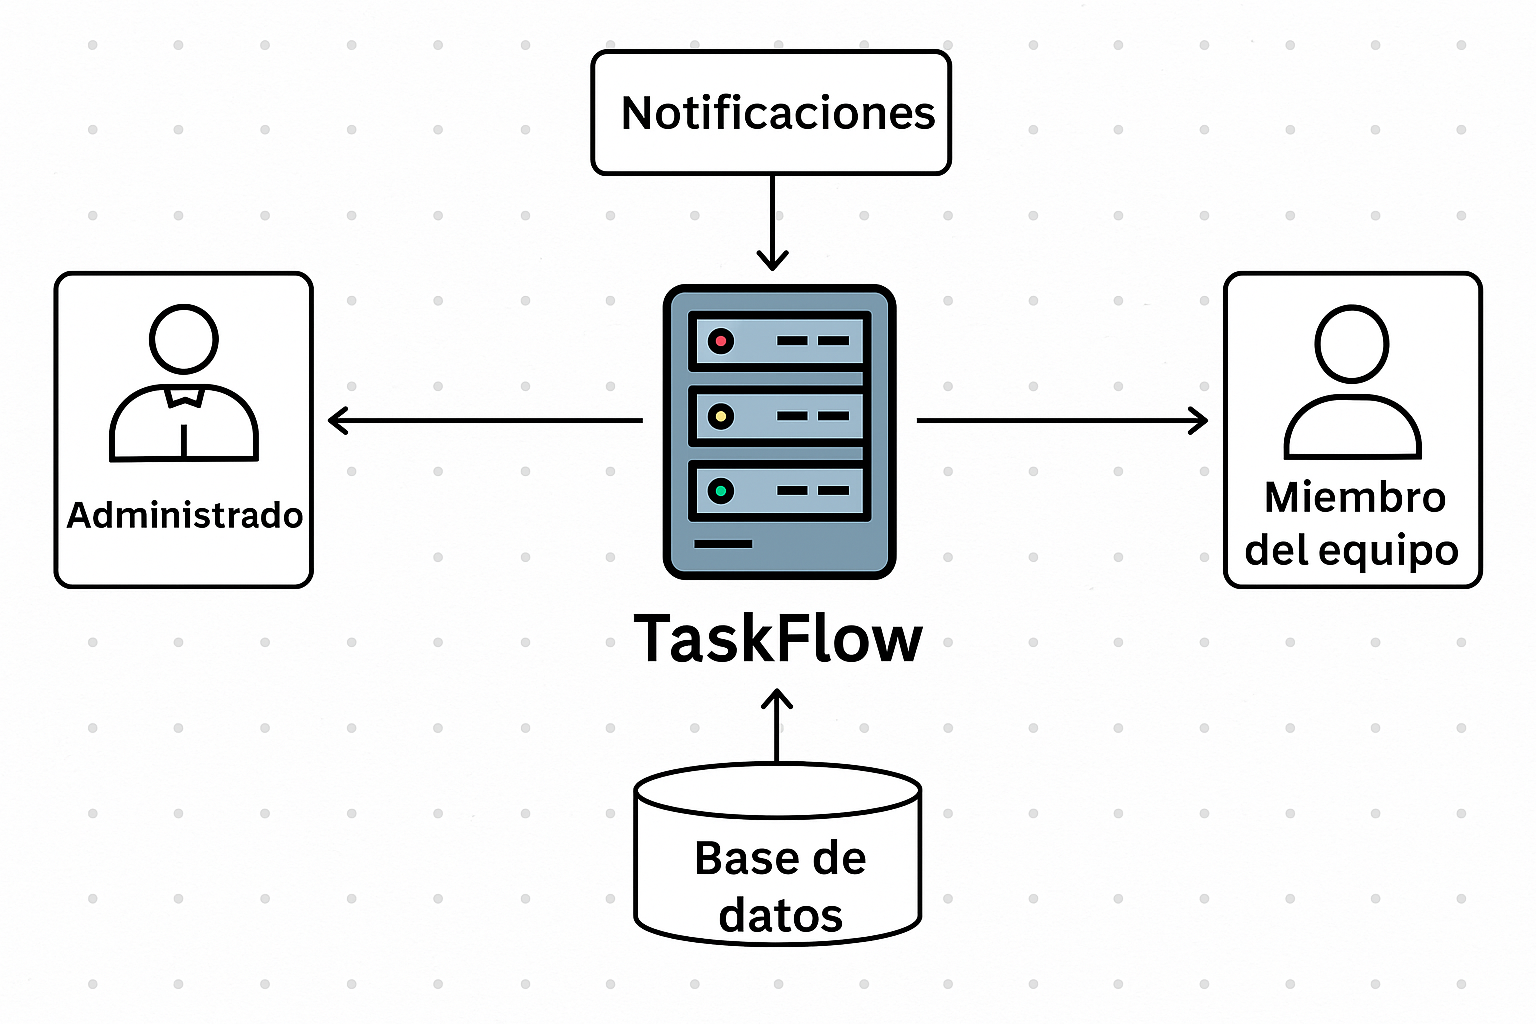 Notificaciones
Administrado
Miembro
del equipo
TaskFlow
Base de
datos